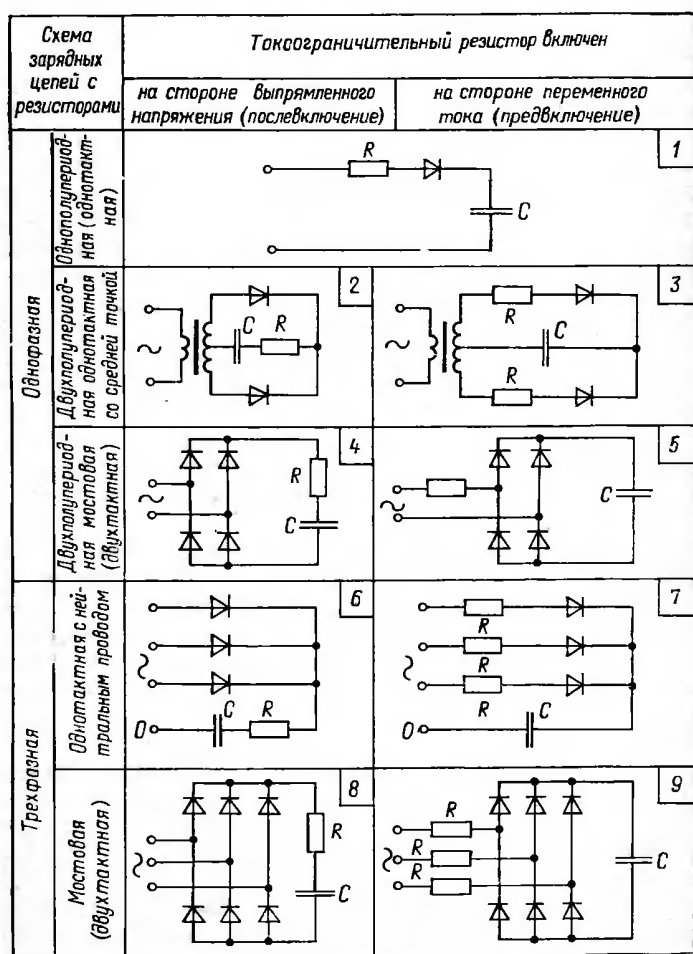 Схема
зарядных
цепей с
резисторами
Токоограничительный резистор включен
на стороне выпрямленного
напряжения (послевключение)
на стороне переменного
тока (предвключение)
Однофазная
Однополупериод-
ная (однотакт-
ная)
R
C
1
Двухполупериод-
ная однотактная
со средней точкой
~
C
R
2
~
R
C
R
3
Двухполупериод-
ная мостовая
(двухтактная)
~
R
C
4
~
C
5
Трехфазная
Однотактная с ней-
тральным проводом
~
0
C
R
6
~
R
R
R
0
C
7
Мостовая
(двухтактная)
~
R
C
8
~
R
R
R
C
9